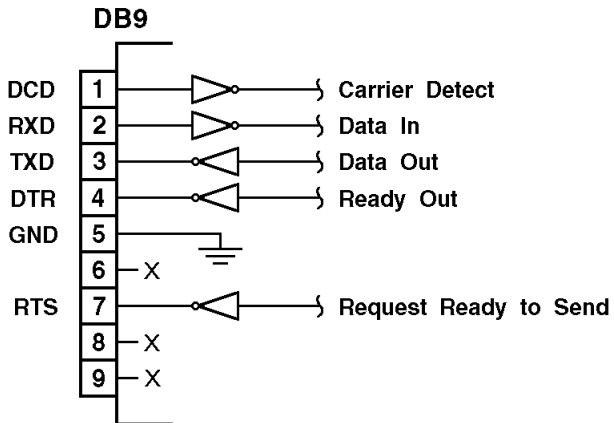 DB9
DCD 1 Carrier Detect
RXD 2 Data In
TXD 3 Data Out
DTR 4 Ready Out
GND 5
6 X
RTS 7 Request Ready to Send
8 X
9 X